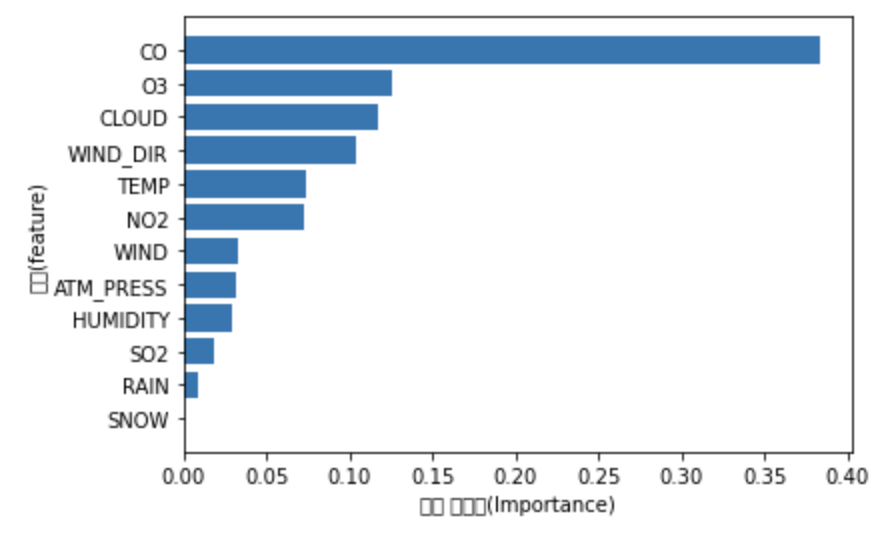 CO
O3
CLOUD
WIND_DIR
TEMP
NO2
WIND
ATM_PRESS
HUMIDITY
SO2
RAIN
SNOW
(feature)
0.00 0.05 0.10 0.15 0.20 0.25 0.30 0.35 0.40
(Importance)